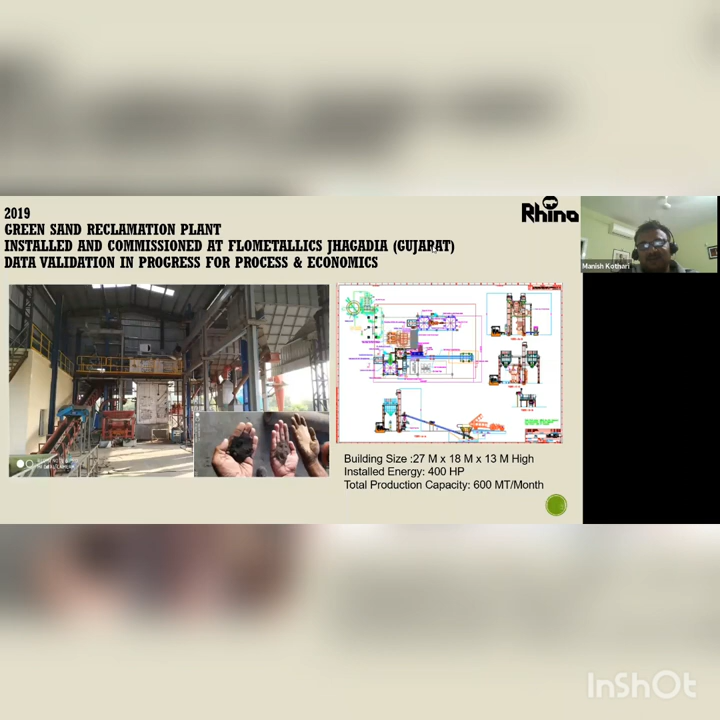 2019
GREEN SAND RECLAMATION PLANT
INSTALLED AND COMMISSIONED AT FLOMETALLICS JHAGADIA (GUJARAT)
DATA VALIDATION IN PROGRESS FOR PROCESS & ECONOMICS
Rhino
Manish Kothari
Building Size :27 M x 18 M x 13 M High
Installed Energy: 400 HP
Total Production Capacity: 600 MT/Month
InShOt